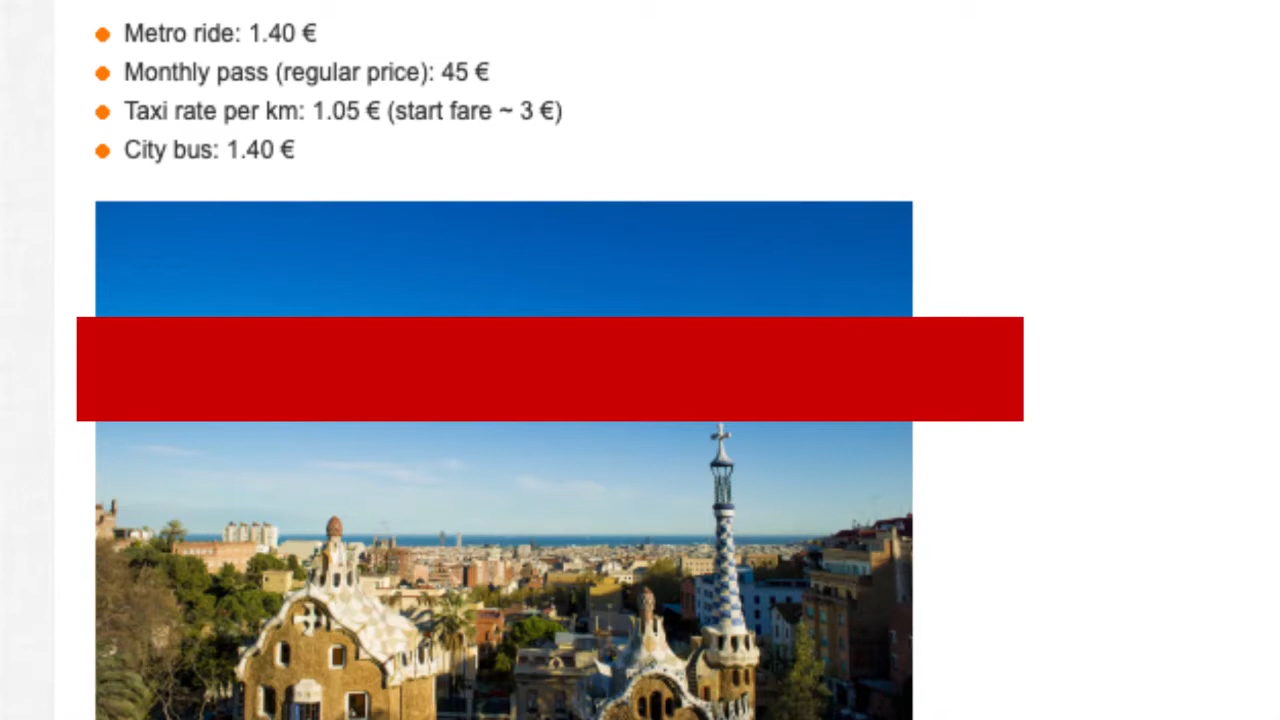 Metro ride: 1.40 €
Monthly pass (regular price): 45 €
Taxi rate per km: 1.05 € (start fare ~ 3 €)
City bus: 1.40 €